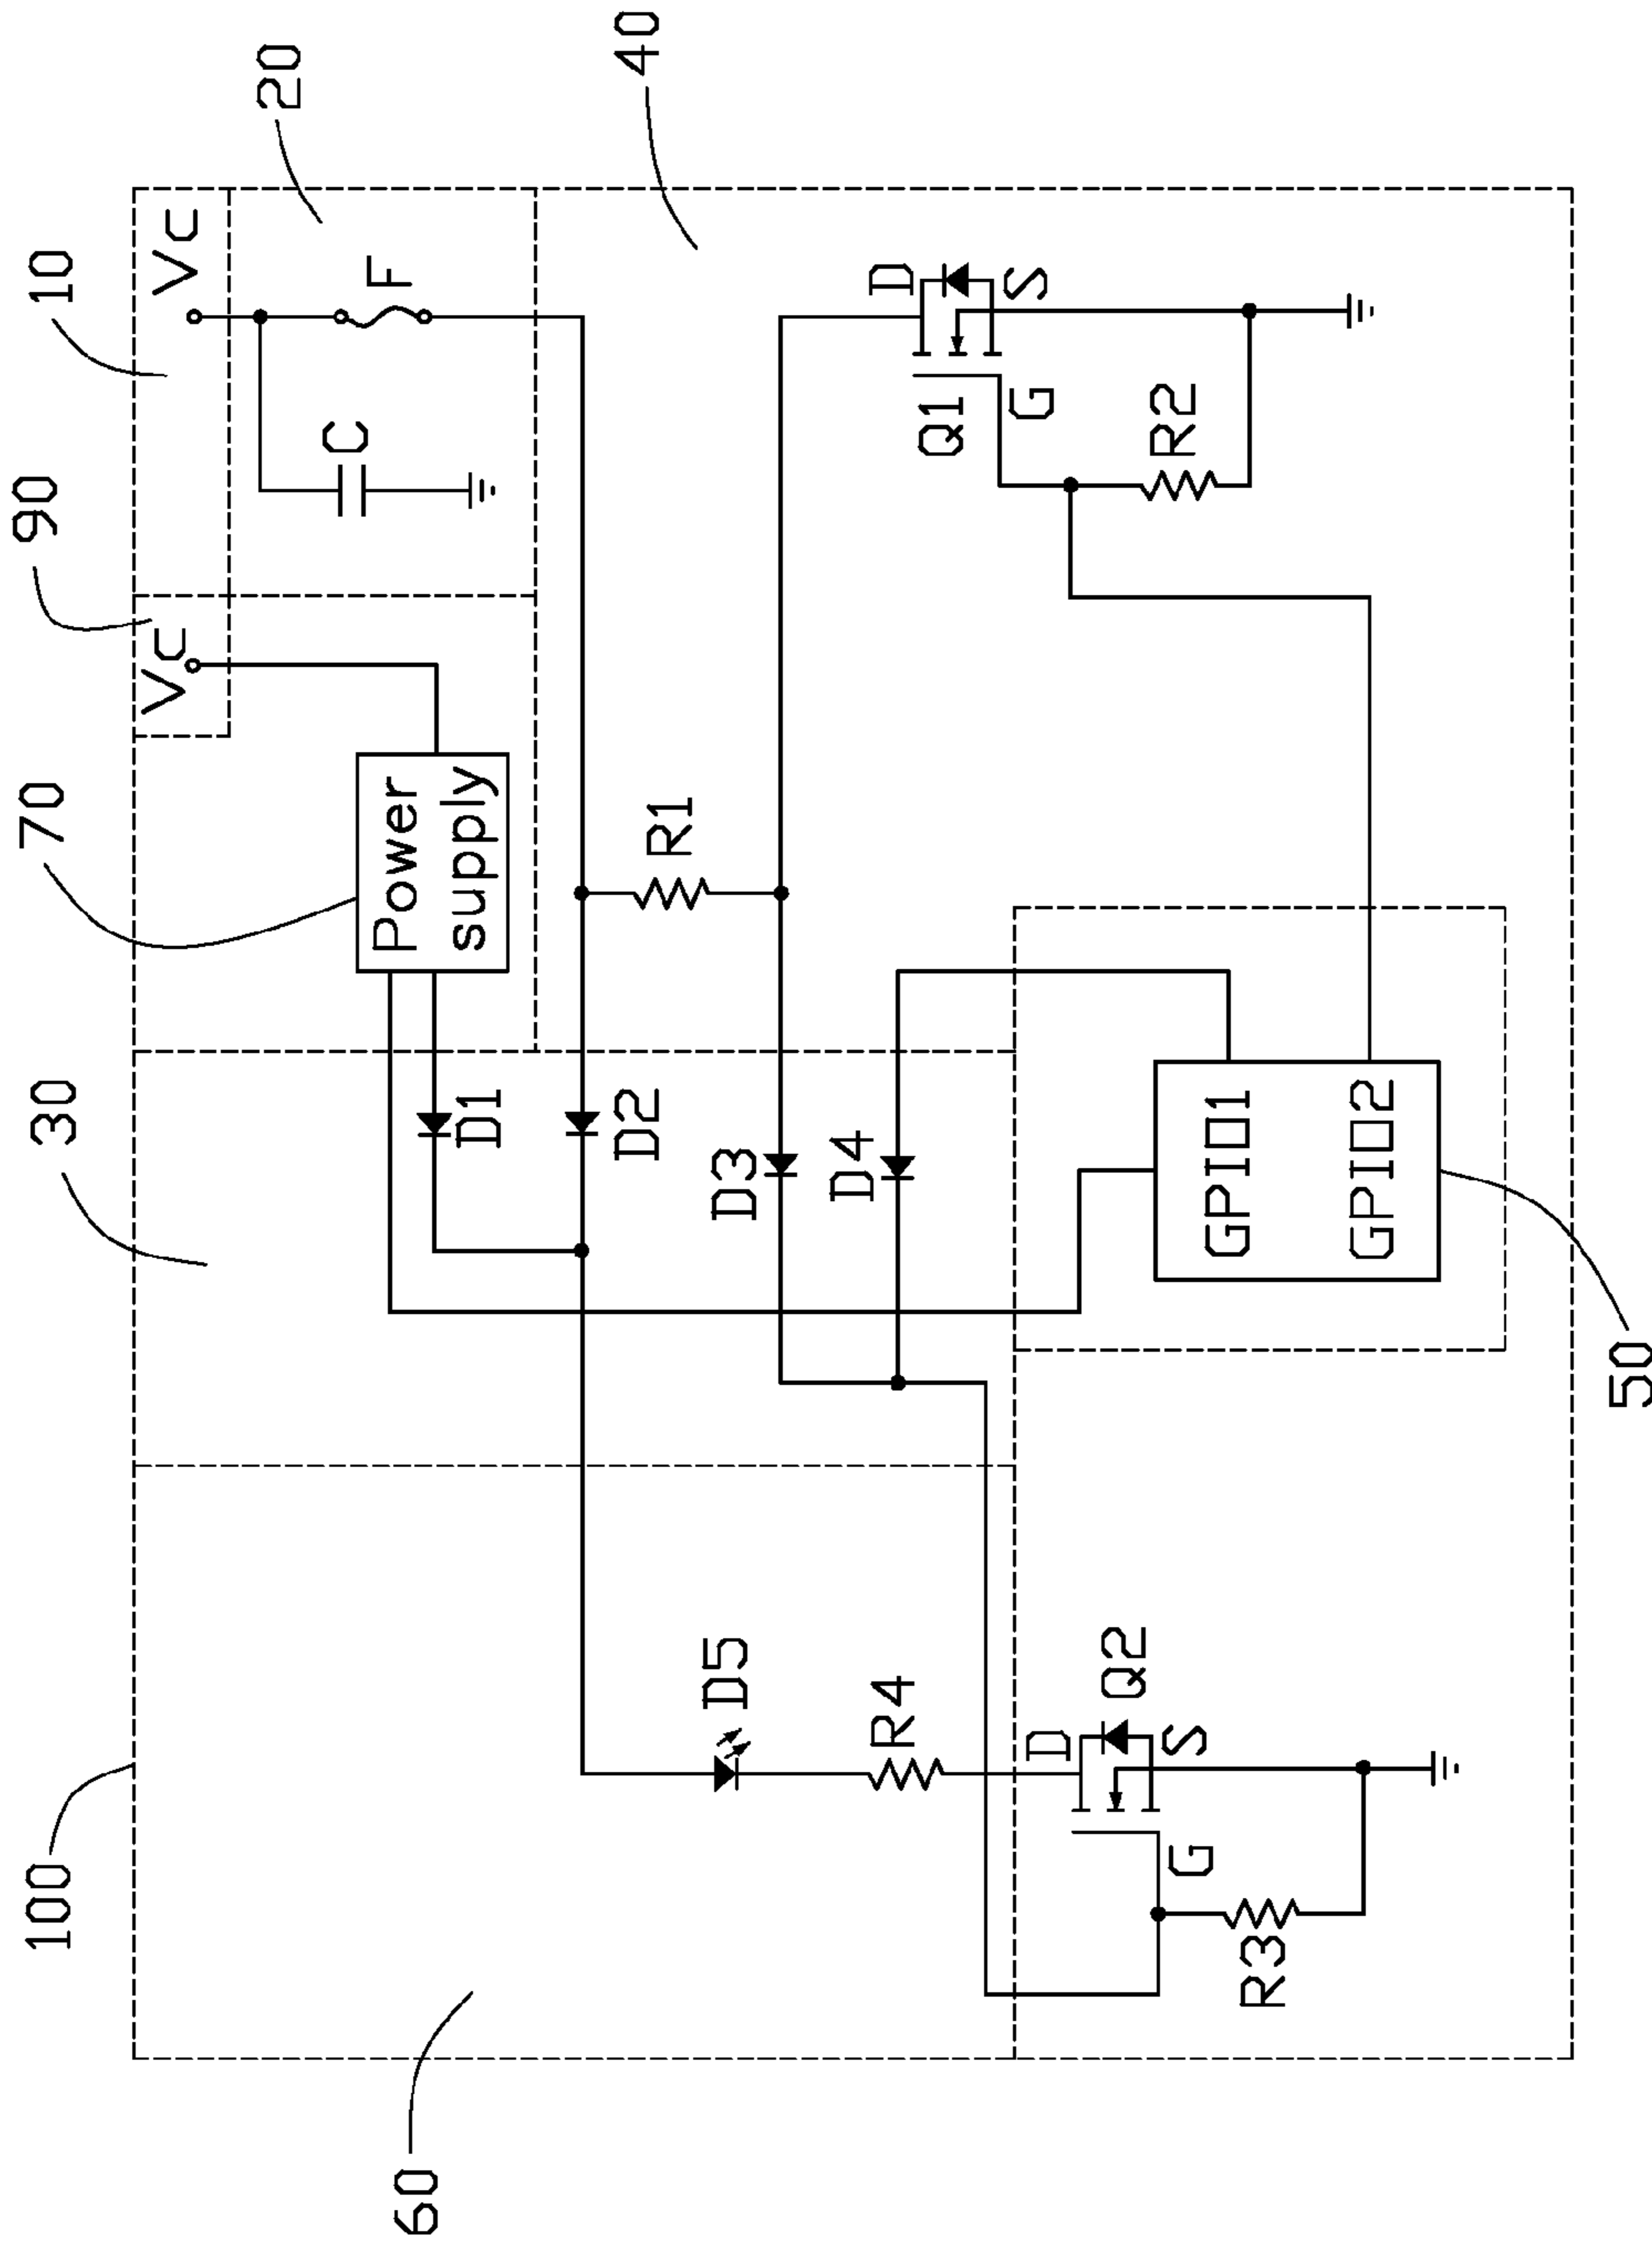 100
60
30
70
90
10
20
40
50
Vc
Vc
F
C
Power
supply
D1
D2
D3
D4
R1
D5
R4
D
Q2
S
G
R3
GPIO1
GPIO2
D
Q1
S
G
R2